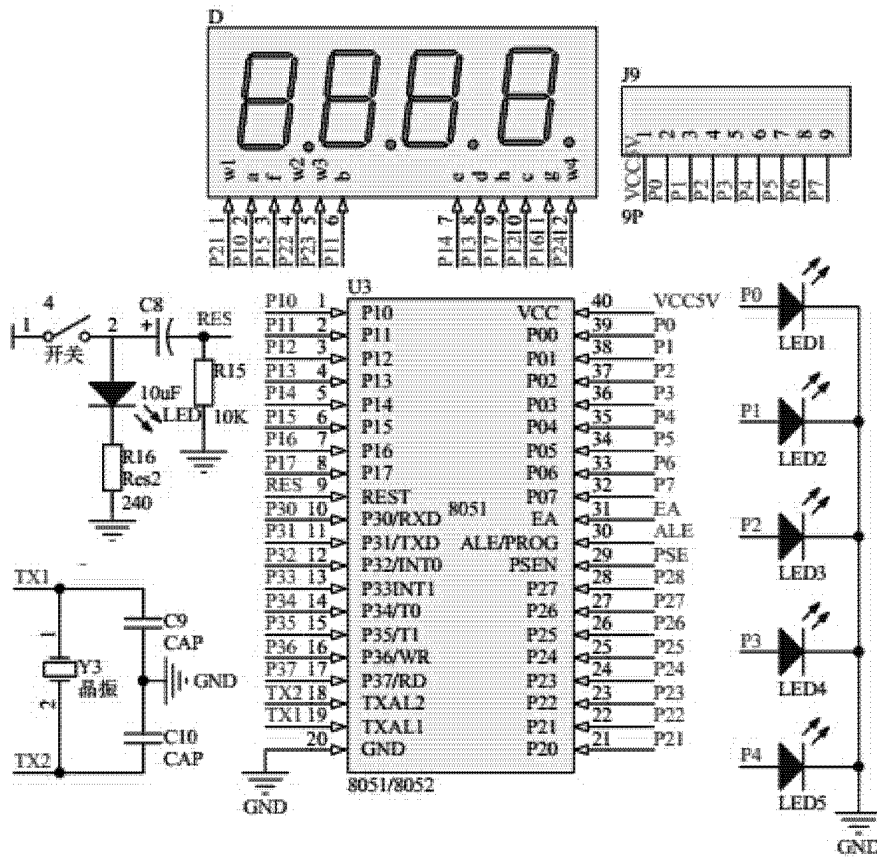 D
w1 a f w2 w3 b e d h c g w4
1 2 3 4 5 6 7 8 9 10 11 12
P21 P10 P15 P22 P23 P11 P14 P13 P17 P12 P16 P24
J9
1 2 3 4 5 6 7 8 9
VCC5V P0 P1 P2 P3 P4 P5 P6 P7
9P
4
1 2
开关
C8
+
10uF
RES
R15
10K
LED
R16
Res2
240
TX1
1
Y3
晶振
2
TX2
C9
CAP
GND
C10
CAP
U3
P10 1 P10 VCC 40 VCC5V
P11 2 P11 P00 39 P0
P12 3 P12 P01 38 P1
P13 4 P13 P02 37 P2
P14 5 P14 P03 36 P3
P15 6 P15 P04 35 P4
P16 7 P16 P05 34 P5
P17 8 P17 P06 33 P6
RES 9 REST P07 32 P7
8051
P30 10 P30/RXD EA 31 EA
P31 11 P31/TXD ALE/PROG 30 ALE
P32 12 P32/INT0 PSEN 29 PSE
P33 13 P33INT1 P27 28 P28
P34 14 P34/T0 P26 27 P27
P35 15 P35/T1 P25 26 P26
P36 16 P36/WR P24 25 P25
P37 17 P37/RD P23 24 P24
TX2 18 TXAL2 P22 23 P23
TX1 19 TXAL1 P21 22 P22
20 GND P20 21 P21
8051/8052
GND
P0
LED1
P1
LED2
P2
LED3
P3
LED4
P4
LED5
GND